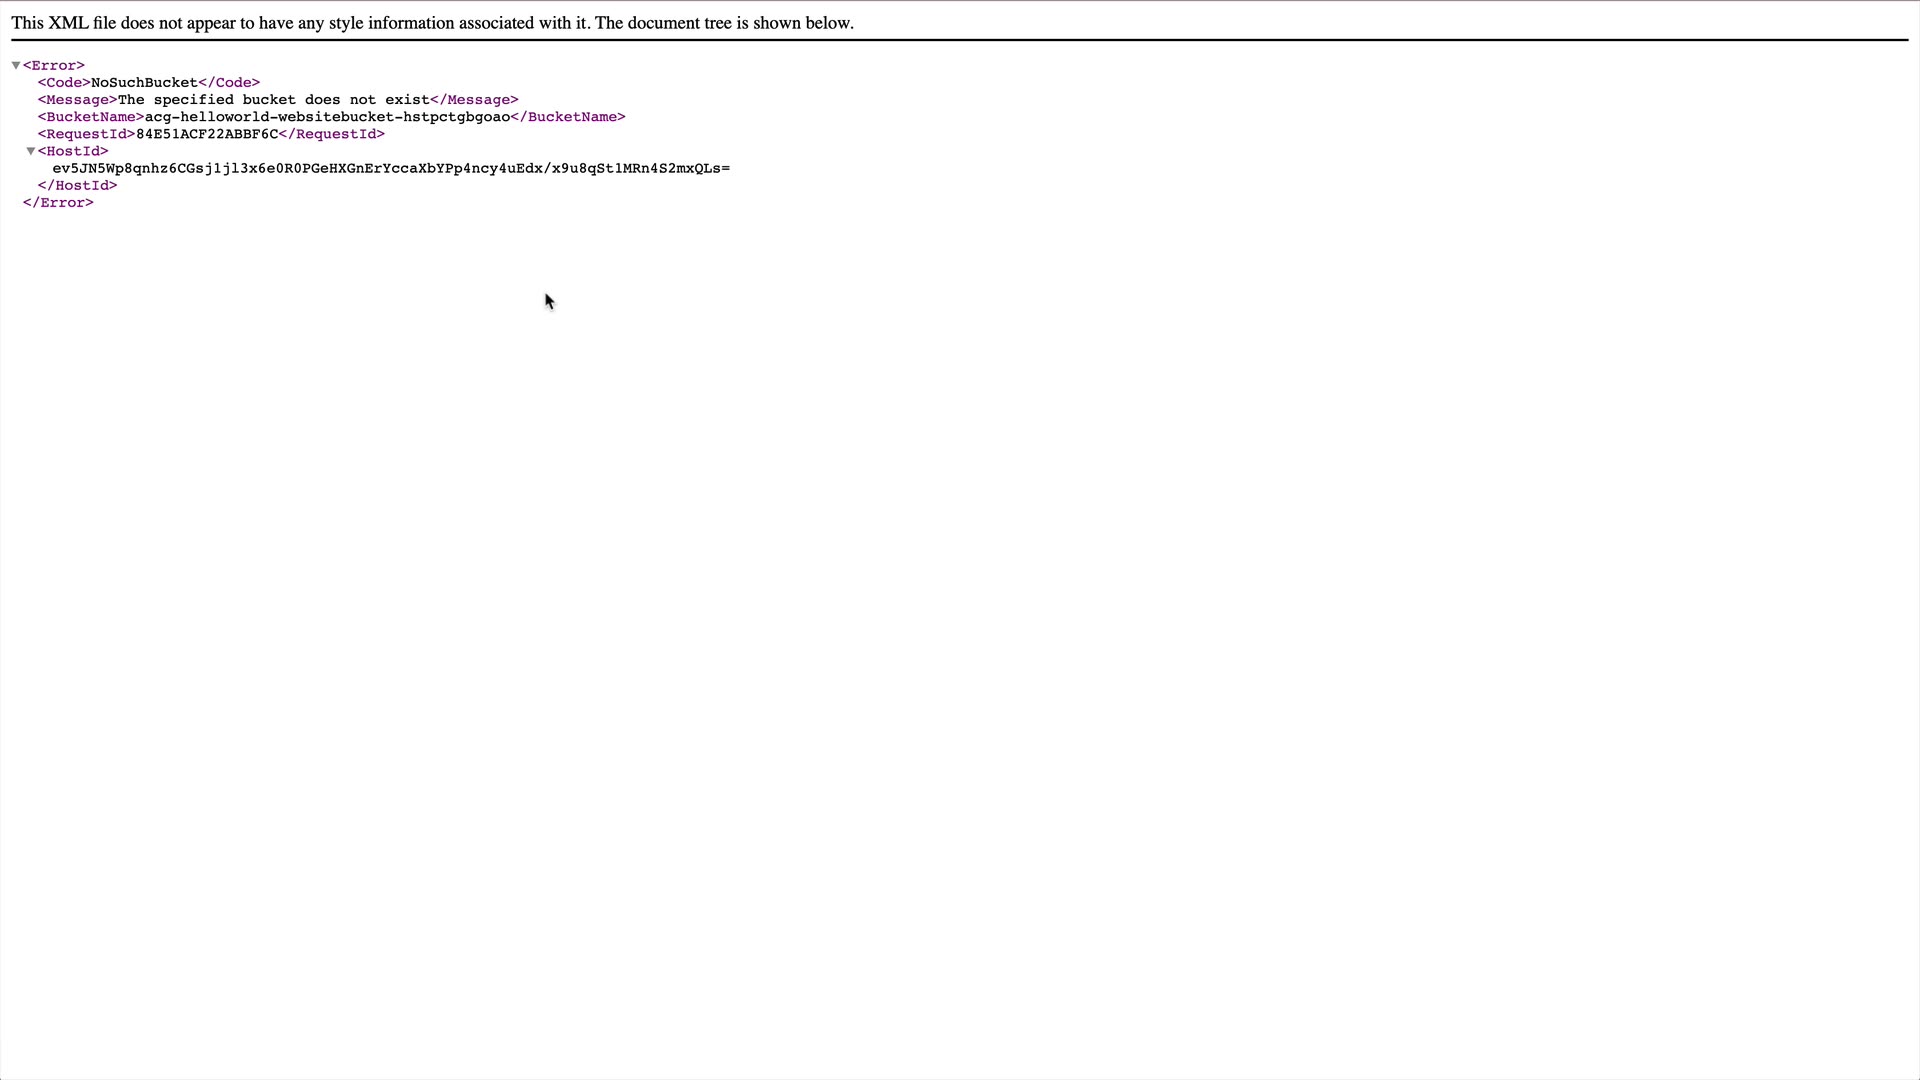 This XML file does not appear to have any style information associated with it. The document tree is shown below.
▼<Error>
<Code>NoSuchBucket</Code>
<Message>The specified bucket does not exist</Message>
<BucketName>acg-helloworld-websitebucket-hstpctgbgoao</BucketName>
<RequestId>84E51ACF22ABBF6C</RequestId>
▼<HostId>
ev5JN5Wp8qnhz6CGsj1jl3x6e0R0PGeHXGnErYccaXbYPp4ncy4uEdx/x9u8qSt1MRn4S2mxQLs=
</HostId>
</Error>